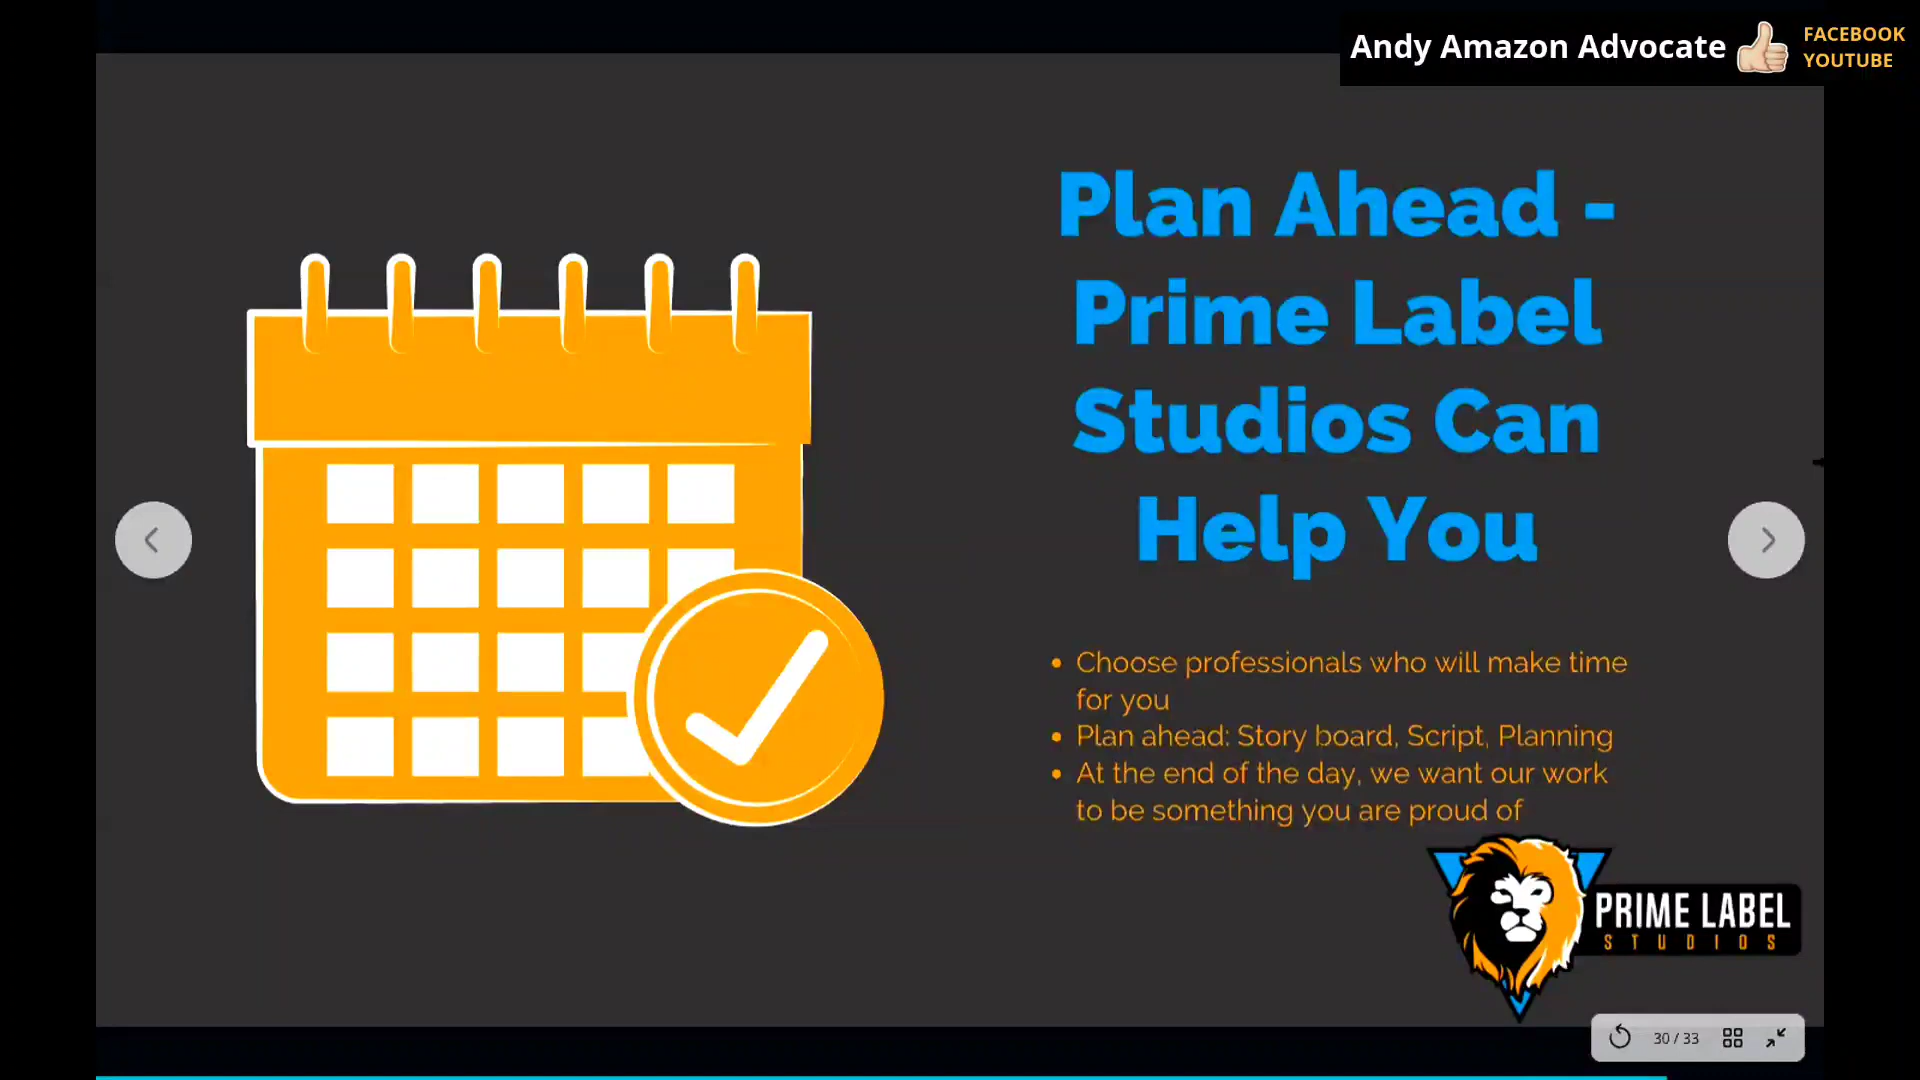 Andy Amazon Advocate
FACEBOOK
YOUTUBE
Plan Ahead -
Prime Label
Studios Can
Help You
• Choose professionals who will make time
for you
• Plan ahead: Story board, Script, Planning
• At the end of the day, we want our work
to be something you are proud of
PRIME LABEL
STUDIOS
30 / 33